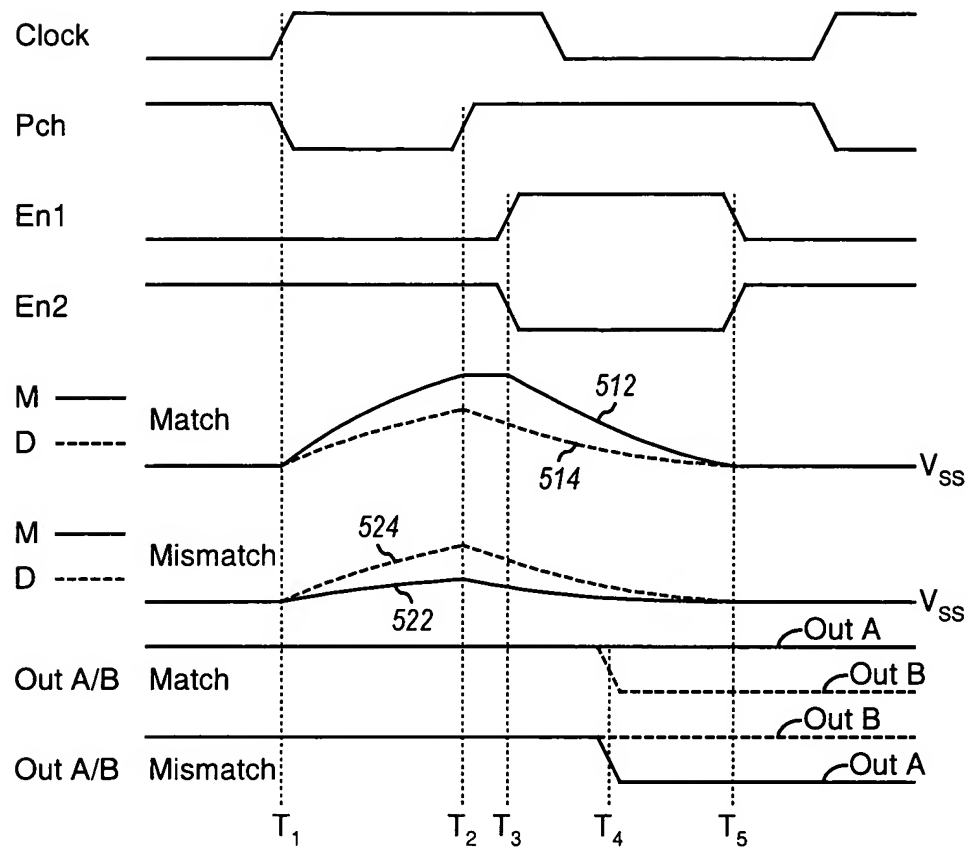 Clock
Pch
En1
En2
M
D
Match
512
514
V_SS
M
D
Mismatch
524
522
V_SS
Out A/B Match
Out A
Out B
Out A/B Mismatch
Out B
Out A
T_1 T_2 T_3 T_4 T_5